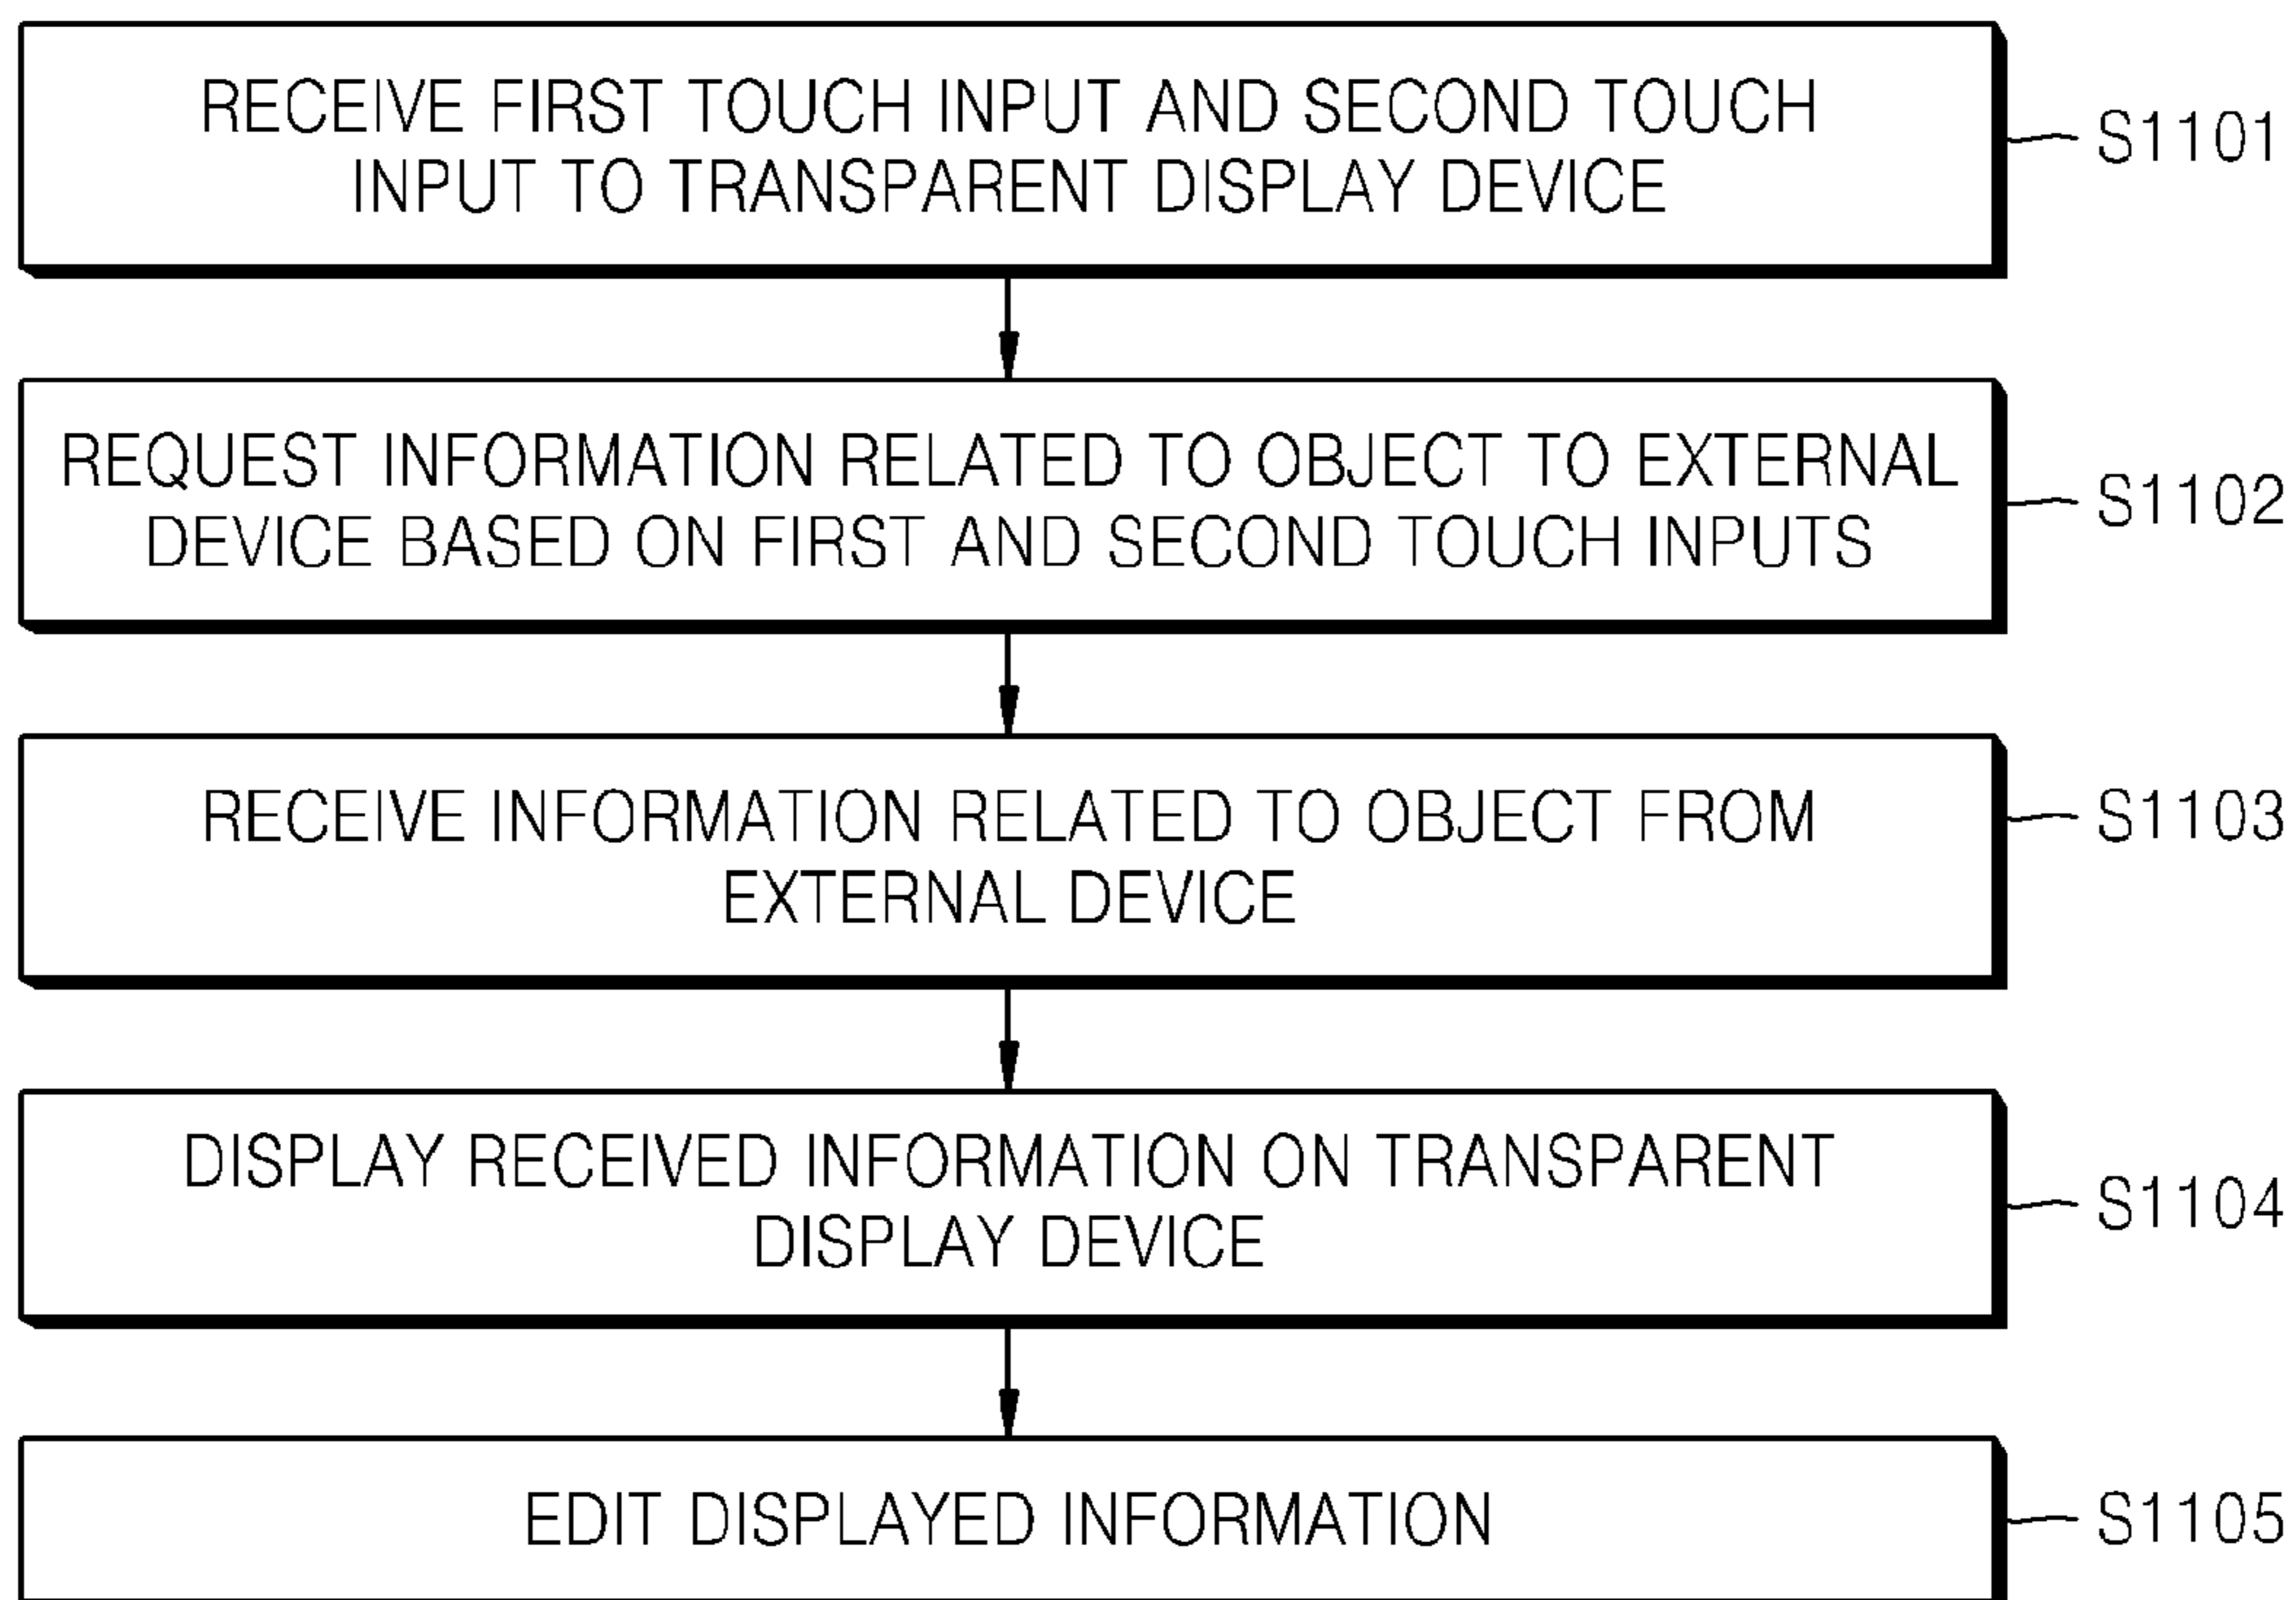 RECEIVE FIRST TOUCH INPUT AND SECOND TOUCH
INPUT TO TRANSPARENT DISPLAY DEVICE
S1101
REQUEST INFORMATION RELATED TO OBJECT TO EXTERNAL
DEVICE BASED ON FIRST AND SECOND TOUCH INPUTS
S1102
RECEIVE INFORMATION RELATED TO OBJECT FROM
EXTERNAL DEVICE
S1103
DISPLAY RECEIVED INFORMATION ON TRANSPARENT
DISPLAY DEVICE
S1104
EDIT DISPLAYED INFORMATION
S1105